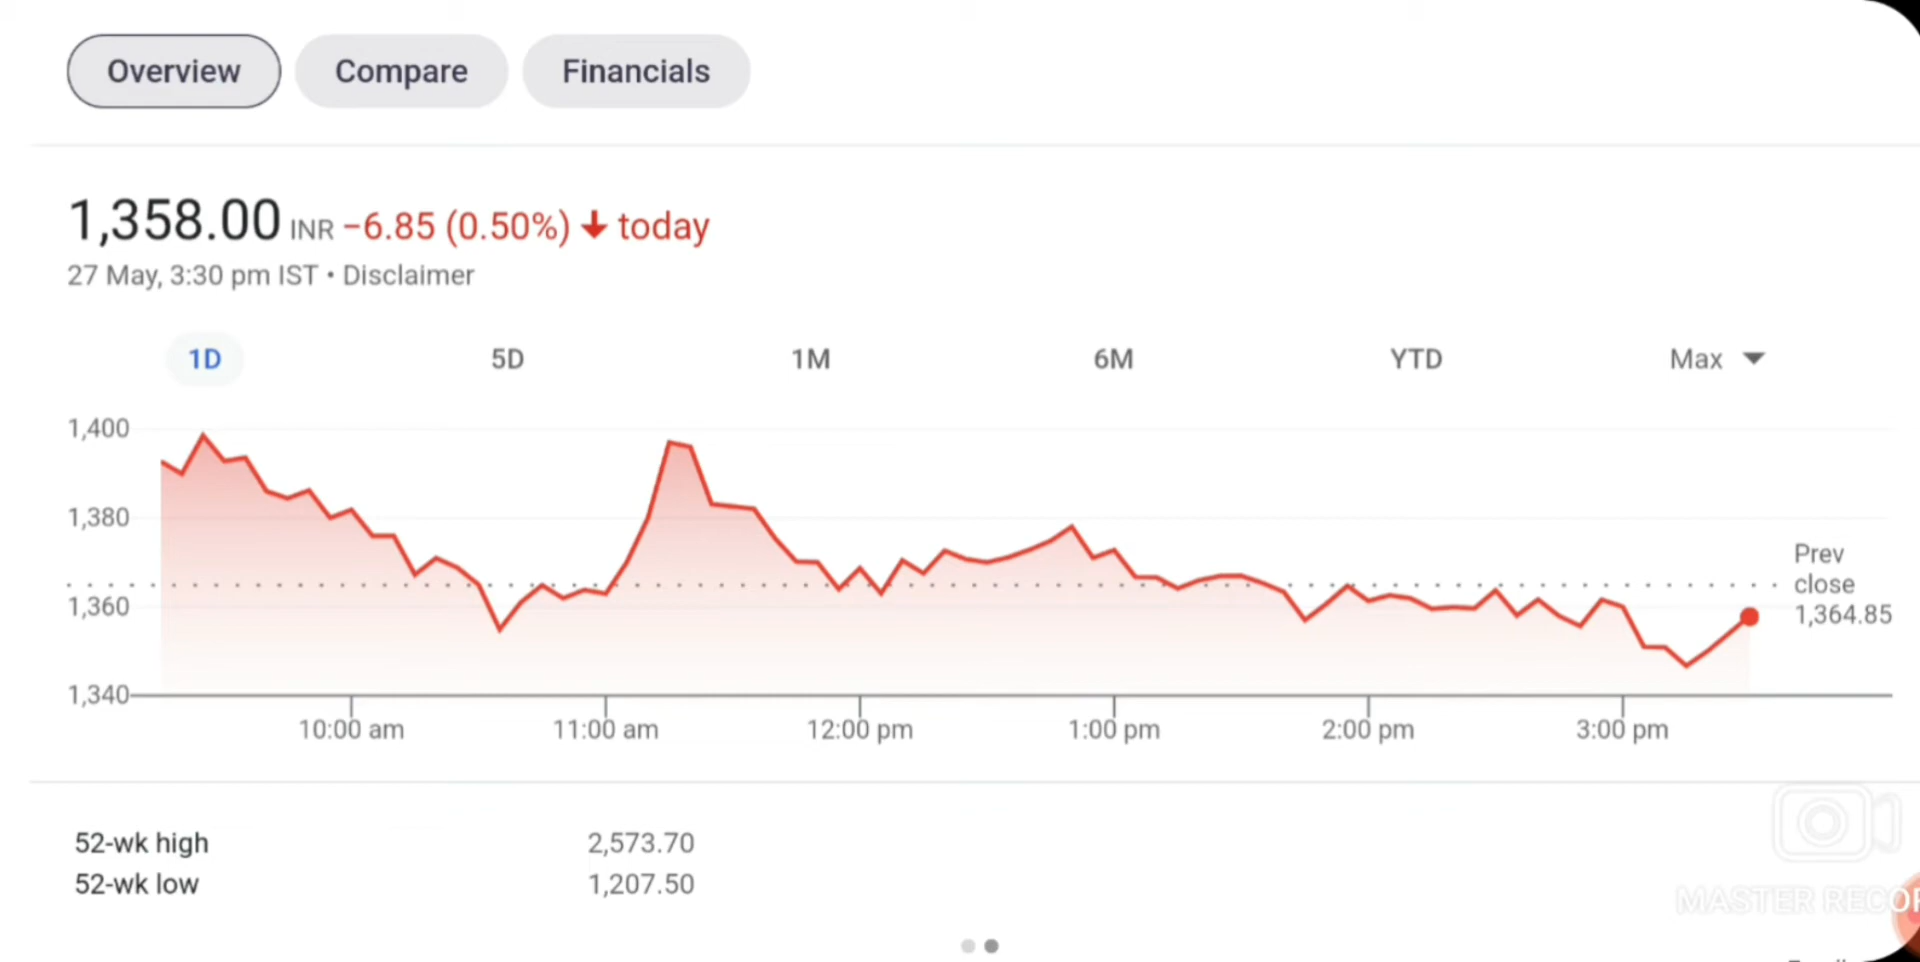 Overview Compare Financials
1,358.00 INR −6.85 (0.50%) ↓ today
27 May, 3:30 pm IST • Disclaimer
1D 5D 1M 6M YTD Max
1,400
1,380
1,360
1,340
Prev
close
1,364.85
10:00 am 11:00 am 12:00 pm 1:00 pm 2:00 pm 3:00 pm
52-wk high 2,573.70
52-wk low 1,207.50
MASTER